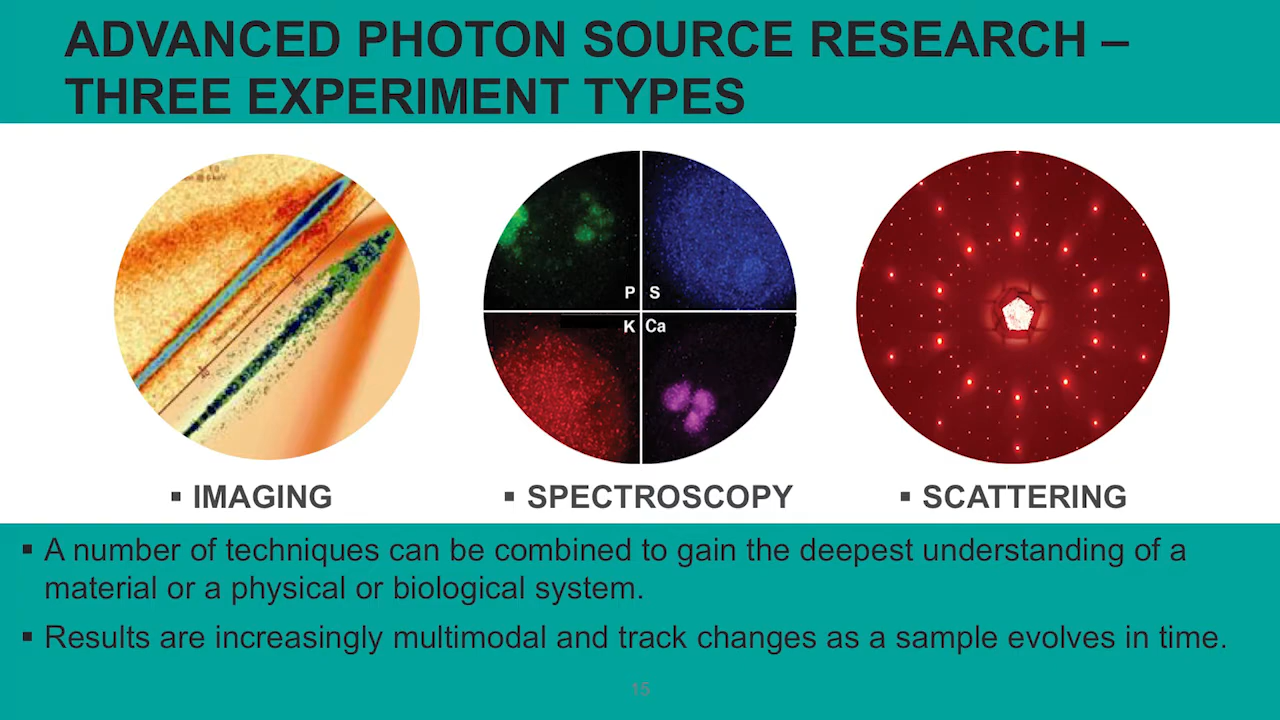 ADVANCED PHOTON SOURCE RESEARCH –
THREE EXPERIMENT TYPES
P S
K Ca
▪ IMAGING
▪ SPECTROSCOPY
▪ SCATTERING
▪ A number of techniques can be combined to gain the deepest understanding of a
material or a physical or biological system.
▪ Results are increasingly multimodal and track changes as a sample evolves in time.
15